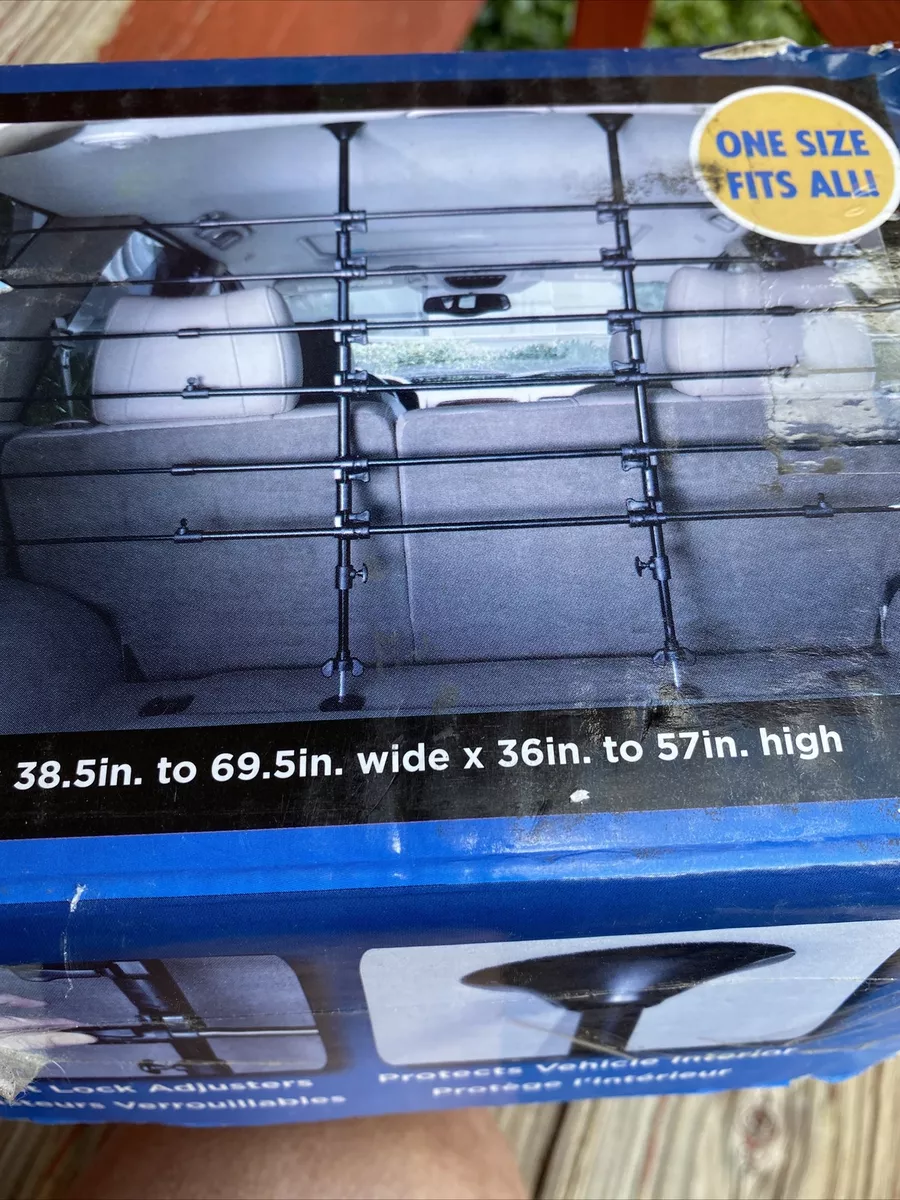 ONE SIZE
FITS ALL!
38.5in. to 69.5in. wide x 36in. to 57in. high
Lock Adjusters
Verrouillables
Protects Vehicle Interior
Protège l'intérieur